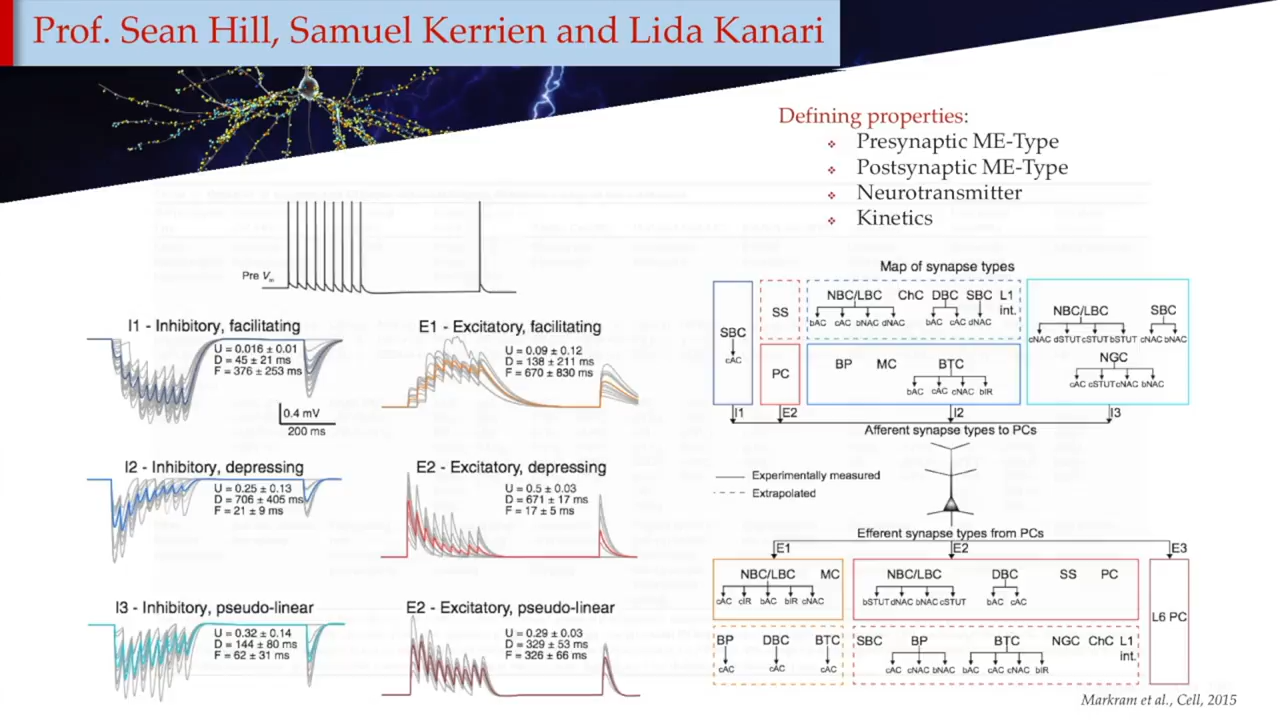 Prof. Sean Hill, Samuel Kerrien and Lida Kanari
Defining properties:
❖ Presynaptic ME-Type
❖ Postsynaptic ME-Type
❖ Neurotransmitter
❖ Kinetics
Pre Vm
I1 - Inhibitory, facilitating
U = 0.016 ± 0.01
D = 45 ± 21 ms
F = 376 ± 253 ms
0.4 mV
200 ms
E1 - Excitatory, facilitating
U = 0.09 ± 0.12
D = 138 ± 211 ms
F = 670 ± 830 ms
I2 - Inhibitory, depressing
U = 0.25 ± 0.13
D = 706 ± 405 ms
F = 21 ± 9 ms
E2 - Excitatory, depressing
U = 0.5 ± 0.03
D = 671 ± 17 ms
F = 17 ± 5 ms
I3 - Inhibitory, pseudo-linear
U = 0.32 ± 0.14
D = 144 ± 80 ms
F = 62 ± 31 ms
E2 - Excitatory, pseudo-linear
U = 0.29 ± 0.03
D = 329 ± 53 ms
F = 326 ± 66 ms
Map of synapse types
SBC
cAC
SS
PC
NBC/LBC ChC DBC SBC L1
int.
bAC cAC bNAC dNAC bAC cAC dNAC
BP MC BTC
bAC cAC cNAC bIR
NBC/LBC SBC
cNAC dSTUT cSTUT bSTUT cNAC bNAC
NGC
cAC cSTUT cNAC bNAC
I1 E2 I2 I3
Afferent synapse types to PCs
Experimentally measured
Extrapolated
Efferent synapse types from PCs
E1 E2 E3
NBC/LBC MC
cAC cIR bAC bIR cNAC
BP DBC BTC
cAC cAC cAC
NBC/LBC DBC SS PC
bSTUT dNAC bNAC cSTUT bAC cAC
SBC BP BTC NGC ChC L1
int.
cAC cNAC bNAC bAC cAC cNAC bIR
L6 PC
Markram et al., Cell, 2015